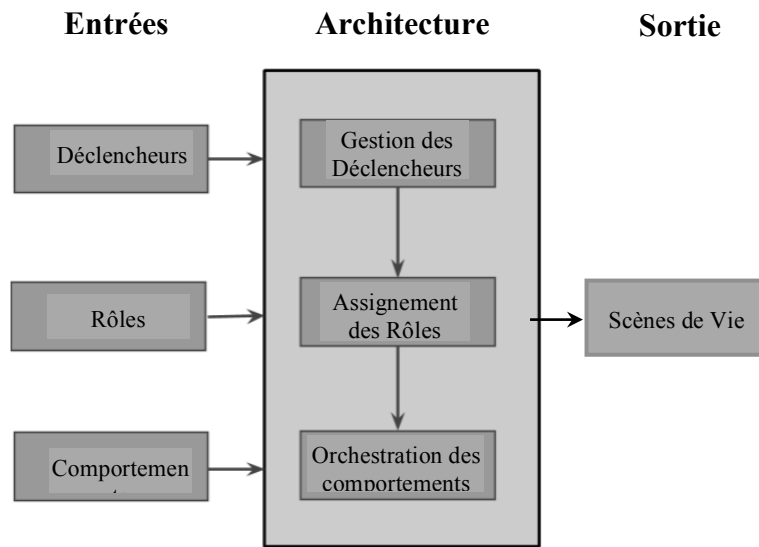 Entrées
Architecture
Sortie
Déclencheurs
Gestion des
Déclencheurs
Rôles
Assignement
des Rôles
Scènes de Vie
Comportemen
Orchestration des
comportements